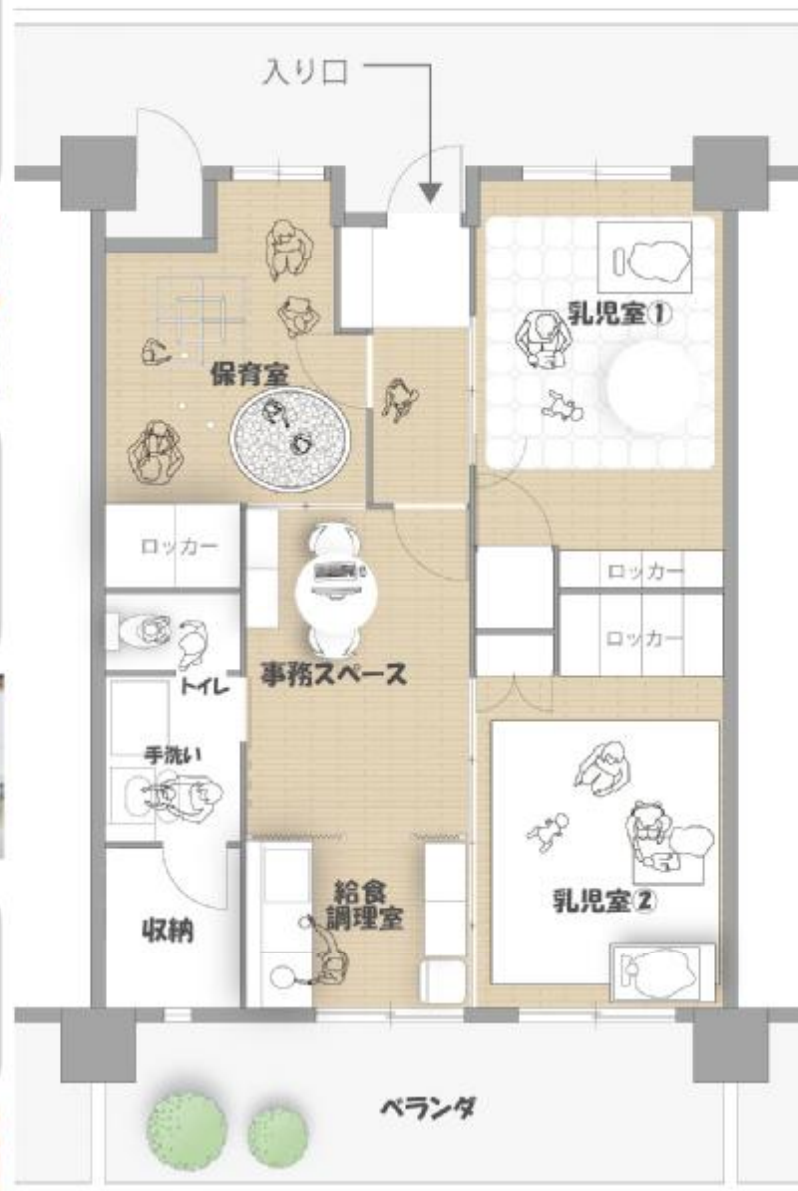 入り口
乳児室①
保育室
ロッカー
ロッカー
ロッカー
事務スペース
トイレ
手洗い
給食
調理室
乳児室②
収納
ベランダ